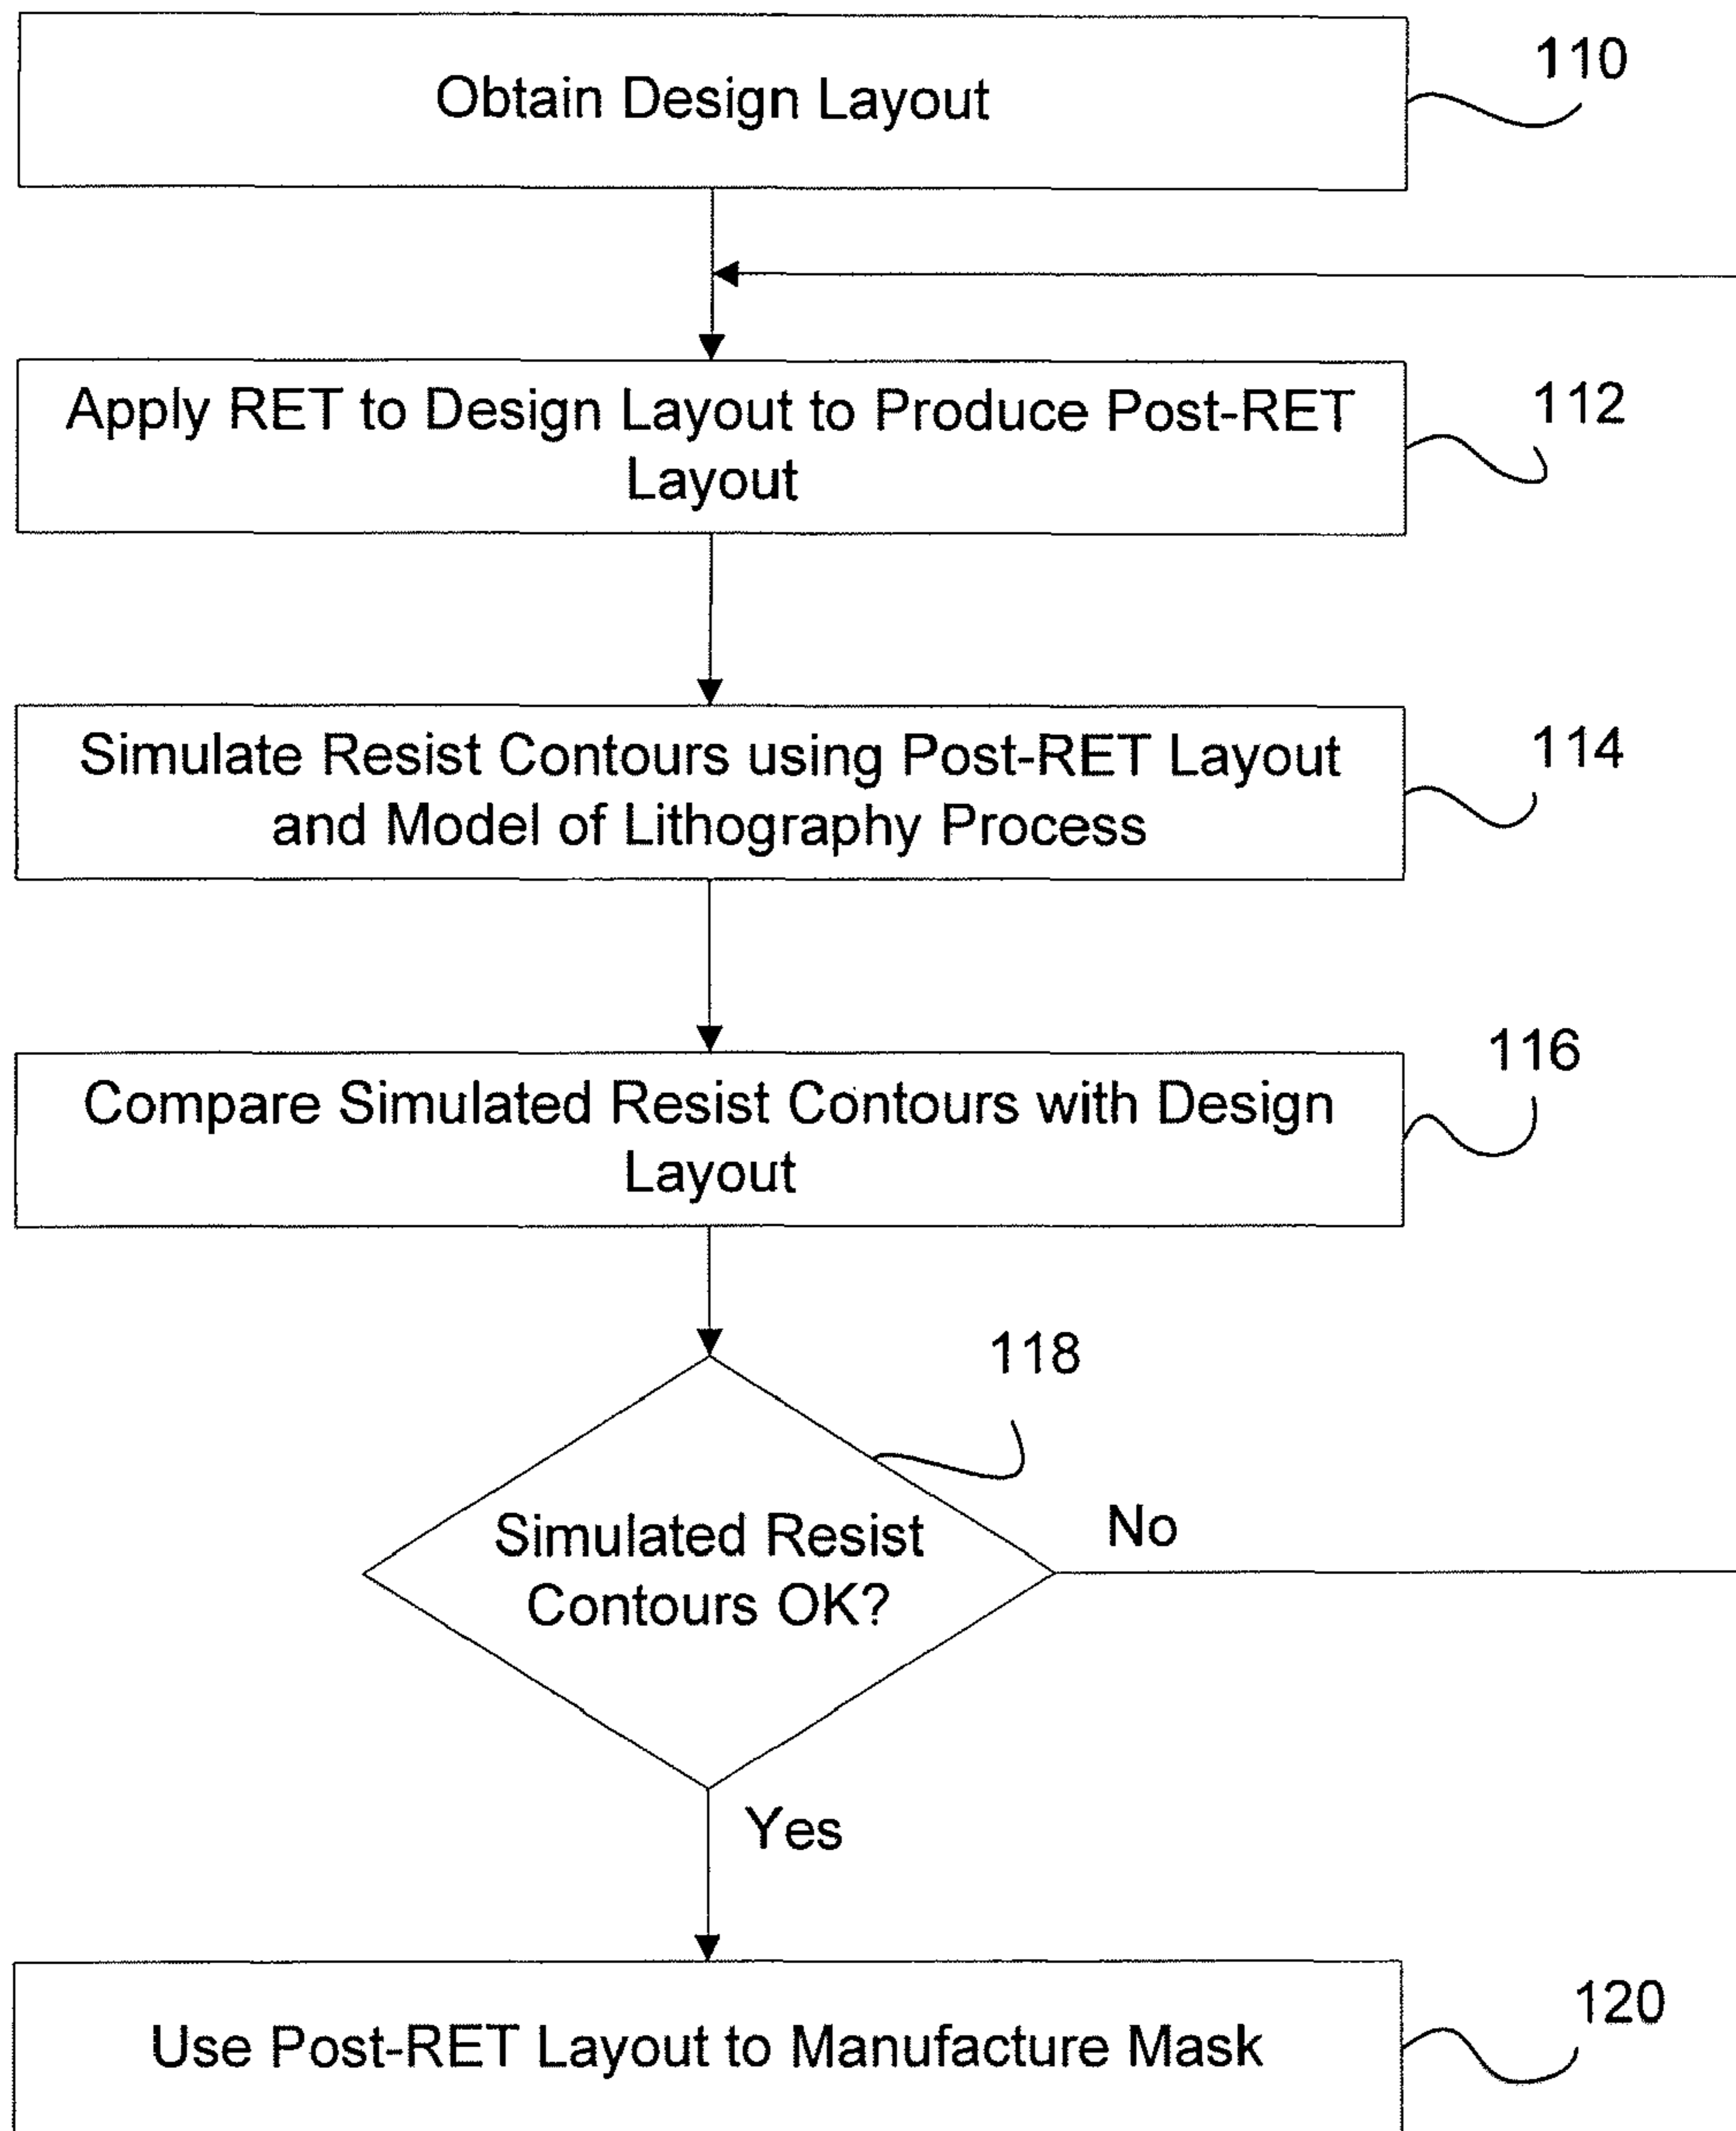 Obtain Design Layout
110
Apply RET to Design Layout to Produce Post-RET
Layout
112
Simulate Resist Contours using Post-RET Layout
and Model of Lithography Process
114
Compare Simulated Resist Contours with Design
Layout
116
118
Simulated Resist
Contours OK?
No
Yes
Use Post-RET Layout to Manufacture Mask
120